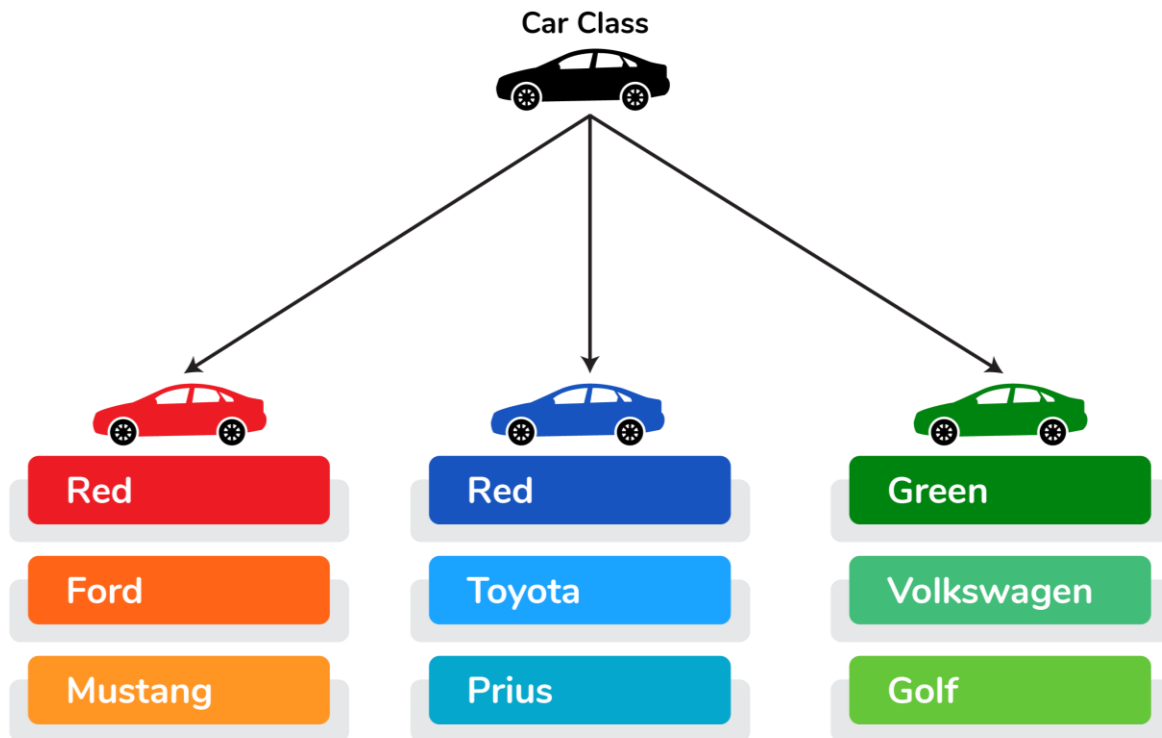 Car Class
Red
Red
Green
Ford
Toyota
Volkswagen
Mustang
Prius
Golf